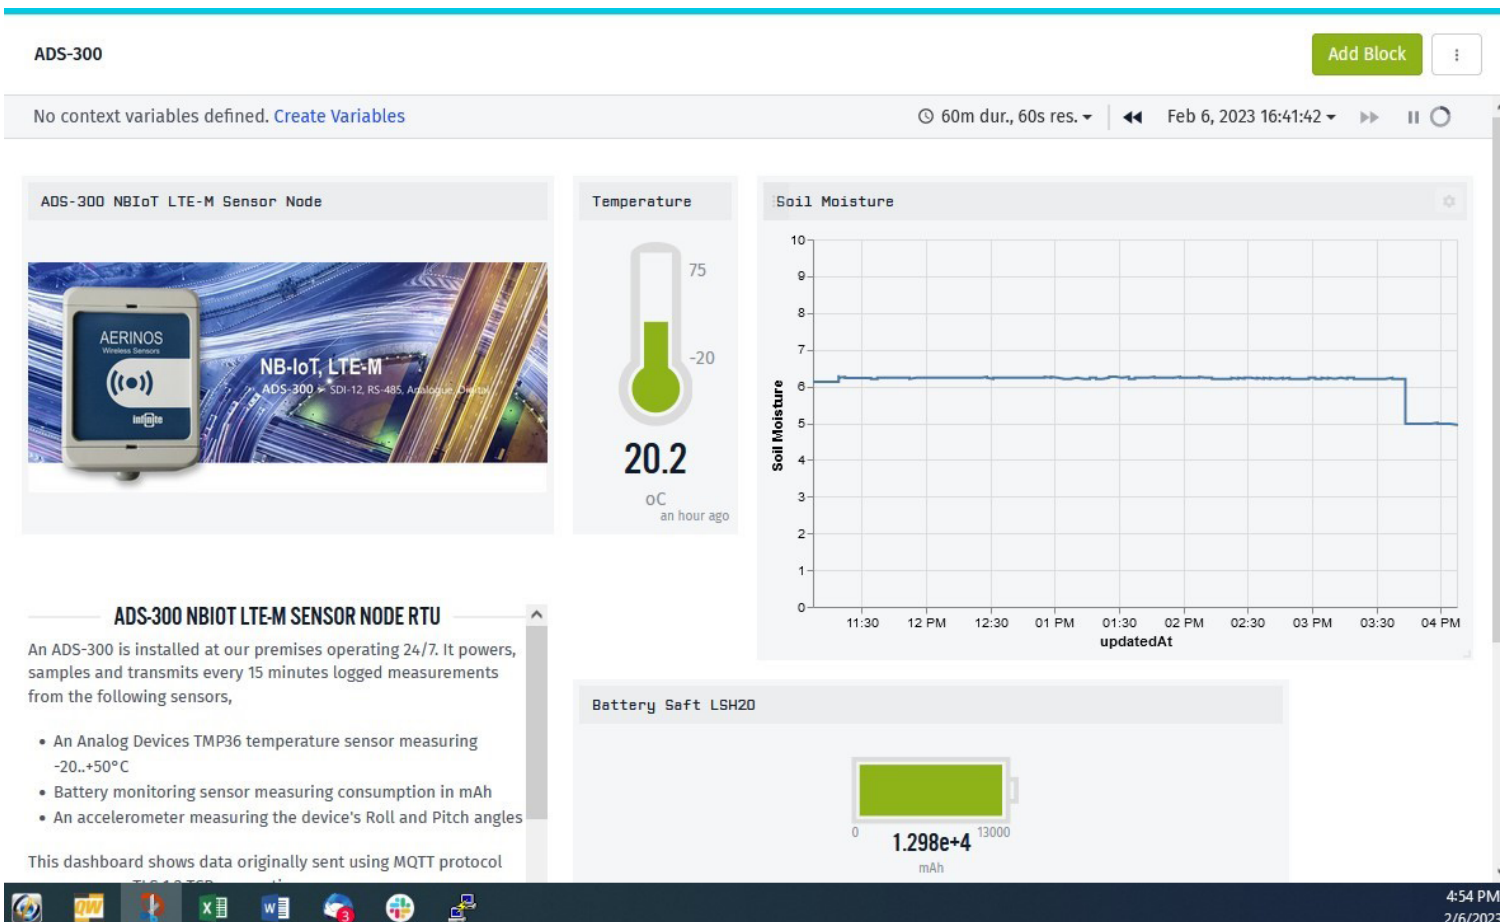 ADS-300
Add Block
No context variables defined. Create Variables
60m dur., 60s res.
Feb 6, 2023 16:41:42
ADS-300 NBIoT LTE-M Sensor Node
AERINOS
Wireless Sensors
infinite
NB-IoT, LTE-M
ADS-300 – SDI-12, RS-485, Analogue, Digital
Temperature
75
-20
20.2
oC
an hour ago
Soil Moisture
10
9
8
7
6
5
4
3
2
1
0
Soil Moisture
11:30 12 PM 12:30 01 PM 01:30 02 PM 02:30 03 PM 03:30 04 PM
updatedAt
ADS-300 NBIOT LTE-M SENSOR NODE RTU
An ADS-300 is installed at our premises operating 24/7. It powers,
samples and transmits every 15 minutes logged measurements
from the following sensors,
• An Analog Devices TMP36 temperature sensor measuring
-20..+50°C
• Battery monitoring sensor measuring consumption in mAh
• An accelerometer measuring the device's Roll and Pitch angles
This dashboard shows data originally sent using MQTT protocol
Battery Saft LSH20
0
13000
1.298e+4
mAh
QW
3
4:54 PM
2/6/2023